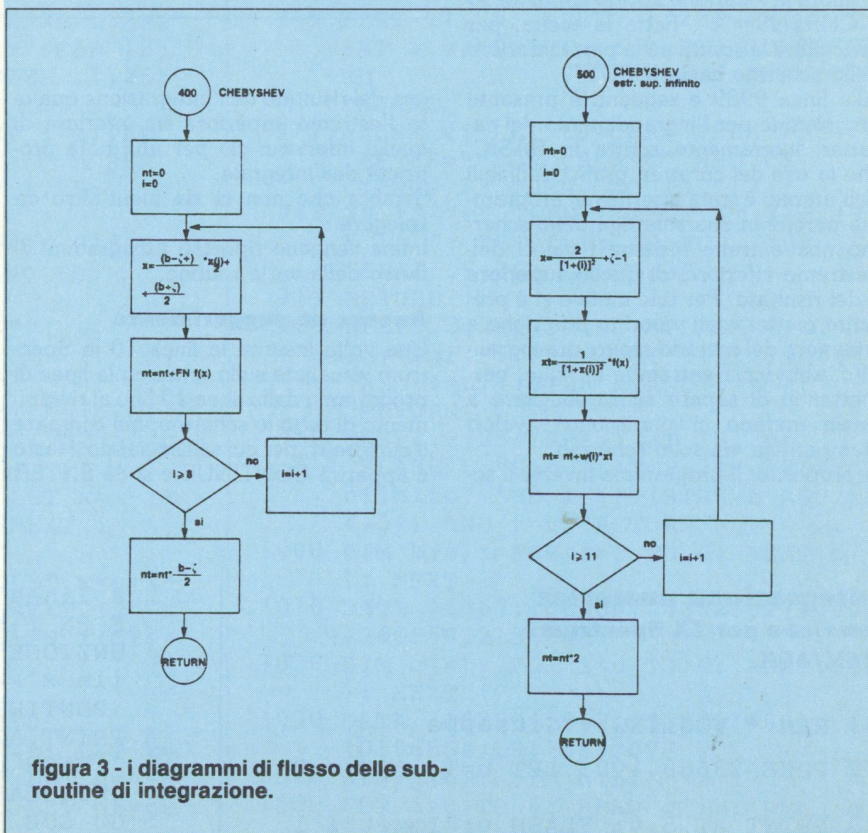 400 CHEBYSHEV
nt=0
i=0
x= (b-ζ+)/2 *x(i)+
+ (b+ζ)/2
nt=nt+FN f(x)
i≥8
no
i=i+1
si
nt=nt* b-ζ/2
RETURN
500 CHEBYSHEV
estr. sup. infinito
nt=0
i=0
x= 2/[1+(i)]² +ζ-1
xt= 1/[1+x(i)]² *f(x)
nt= nt+w(i)*xt
i≥11
no
i=i+1
si
nt=nt*2
RETURN
figura 3 - i diagrammi di flusso delle sub-
routine di integrazione.